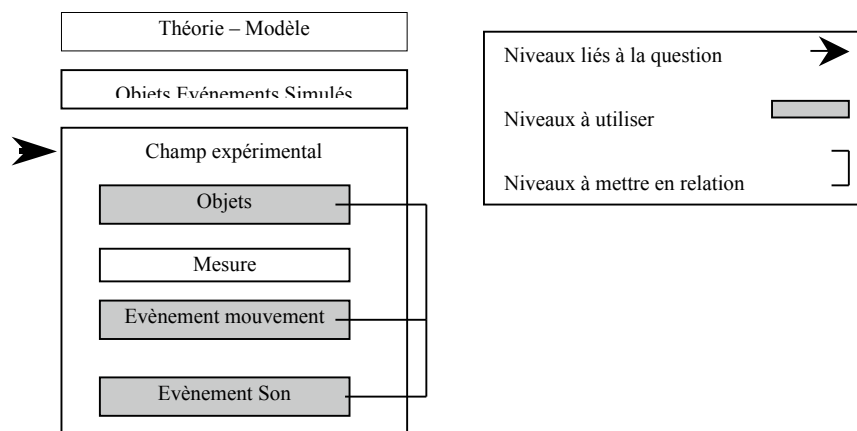 Théorie – Modèle
Objets Evénements Simulés
Champ expérimental
Objets
Mesure
Evènement mouvement
Evènement Son
Niveaux liés à la question
Niveaux à utiliser
Niveaux à mettre en relation